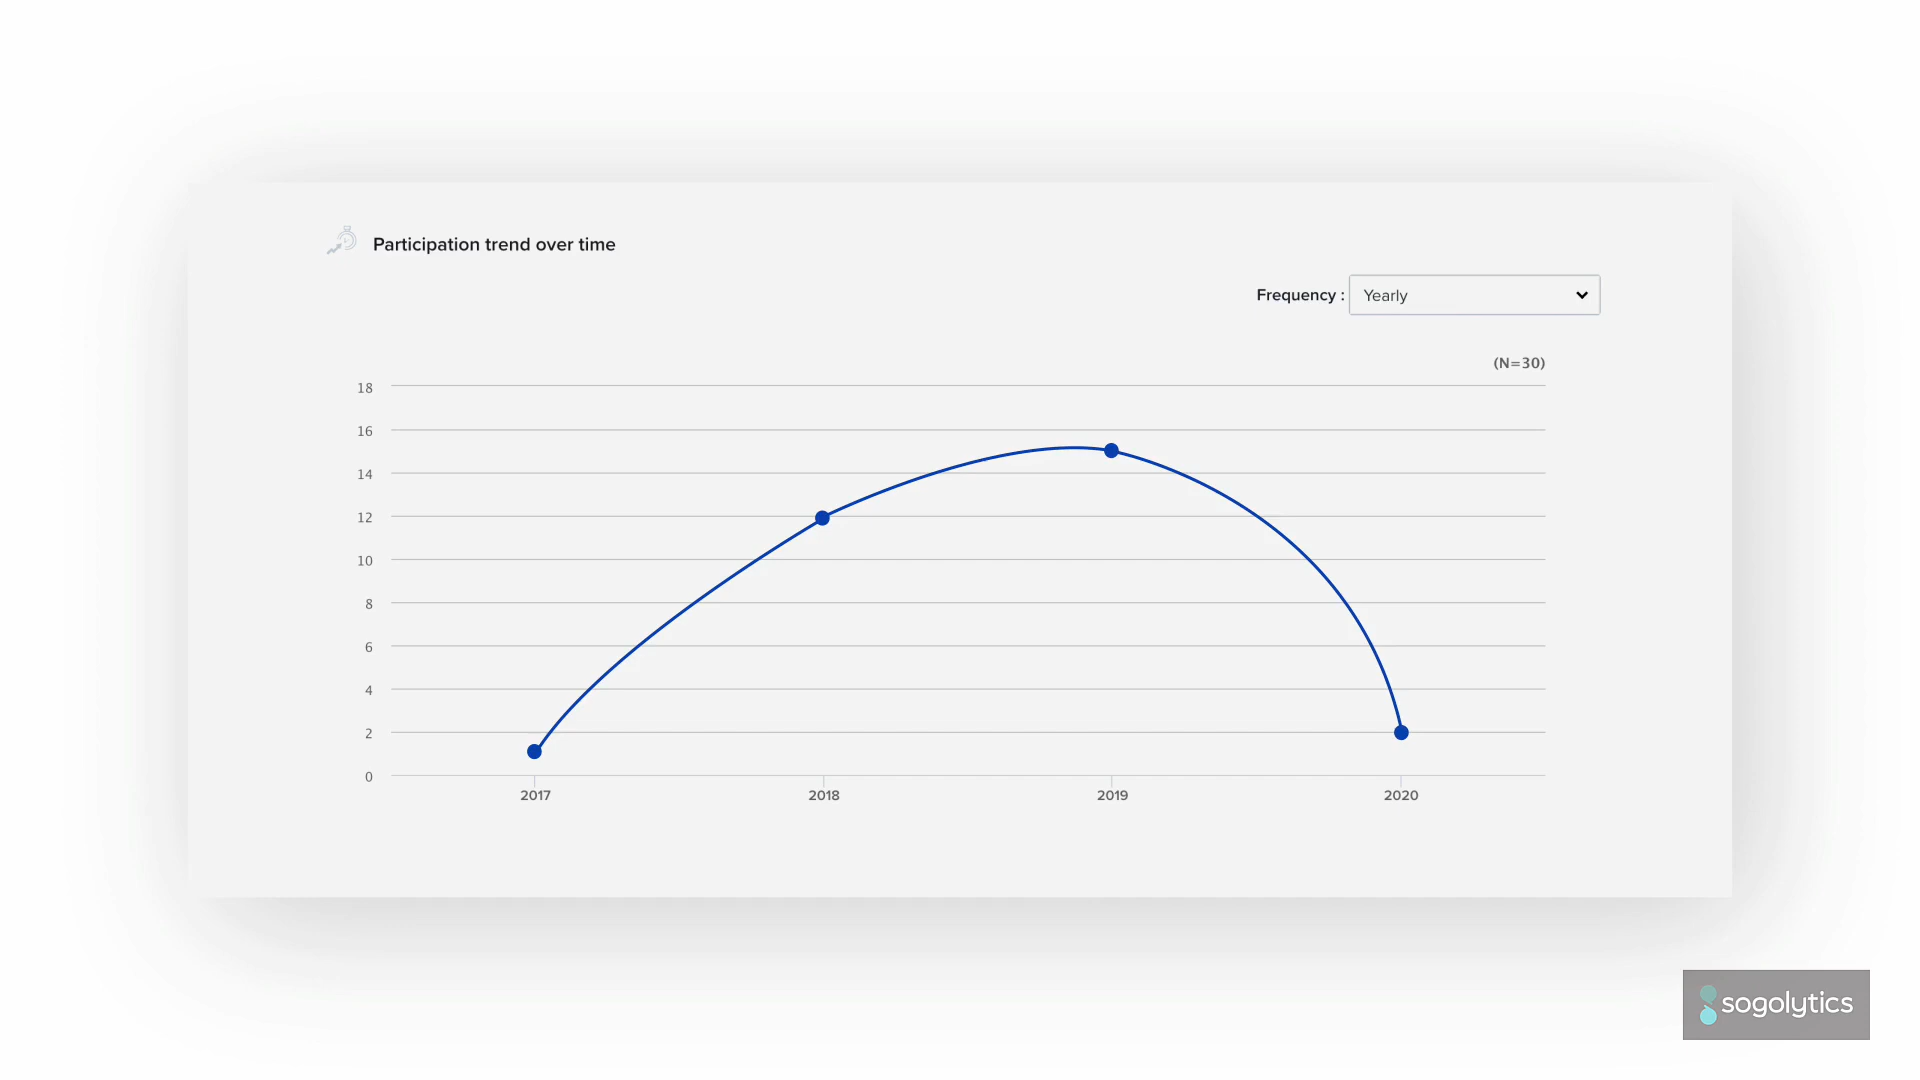 Participation trend over time
Frequency : Yearly
(N=30)
18
16
14
12
10
8
6
4
2
0
2017 2018 2019 2020
sogolytics